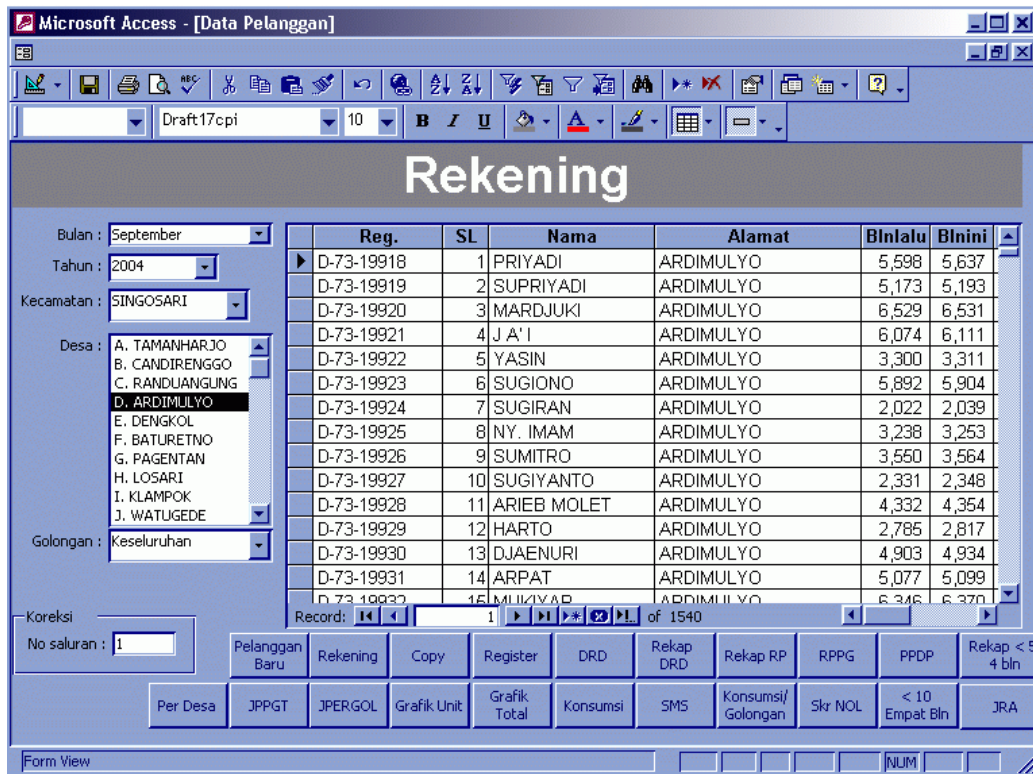 Microsoft Access - [Data Pelanggan]
Draft17cpi 10 B I U A
Rekening
Bulan : September
Tahun : 2004
Kecamatan : SINGOSARI
Desa : A. TAMANHARJO
B. CANDIRENGGO
C. RANDUANGUNG
D. ARDIMULYO
E. DENGKOL
F. BATURETNO
G. PAGENTAN
H. LOSARI
I. KLAMPOK
J. WATUGEDE
Golongan : Keseluruhan
Koreksi
No saluran : 1
Reg. SL Nama Alamat Blnlalu Blnini
D-73-19918 1 PRIYADI ARDIMULYO 5,598 5,637
D-73-19919 2 SUPRIYADI ARDIMULYO 5,173 5,193
D-73-19920 3 MARDJUKI ARDIMULYO 6,529 6,531
D-73-19921 4 J A' I ARDIMULYO 6,074 6,111
D-73-19922 5 YASIN ARDIMULYO 3,300 3,311
D-73-19923 6 SUGIONO ARDIMULYO 5,892 5,904
D-73-19924 7 SUGIRAN ARDIMULYO 2,022 2,039
D-73-19925 8 NY. IMAM ARDIMULYO 3,238 3,253
D-73-19926 9 SUMITRO ARDIMULYO 3,550 3,564
D-73-19927 10 SUGIYANTO ARDIMULYO 2,331 2,348
D-73-19928 11 ARIEB MOLET ARDIMULYO 4,332 4,354
D-73-19929 12 HARTO ARDIMULYO 2,785 2,817
D-73-19930 13 DJAENURI ARDIMULYO 4,903 4,934
D-73-19931 14 ARPAT ARDIMULYO 5,077 5,099
D-73-19932 15 MUKIYAR ARDIMULYO 6,346 6,370
Record: 1 of 1540
Pelanggan Baru
Rekening
Copy
Register
DRD
Rekap DRD
Rekap RP
RPPG
PPDP
Rekap < 5
4 bln
Per Desa
JPPGT
JPERGOL
Grafik Unit
Grafik Total
Konsumsi
SMS
Konsumsi/
Golongan
Skr NOL
< 10
Empat Bln
JRA
Form View
NUM